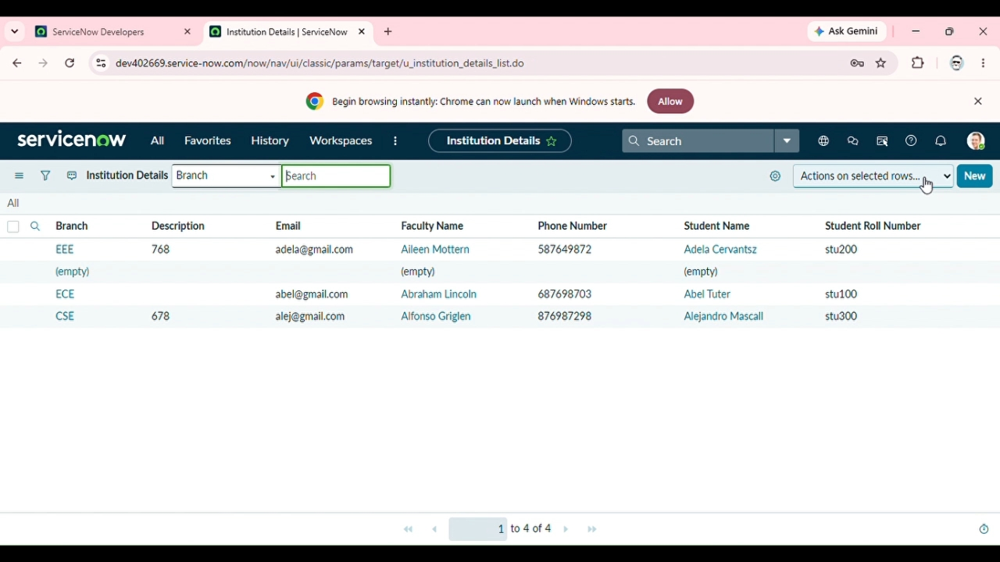 ServiceNow Developers
Institution Details | ServiceNow
Ask Gemini
dev402669.service-now.com/now/nav/ui/classic/params/target/u_institution_details_list.do
Begin browsing instantly: Chrome can now launch when Windows starts. Allow
servicenow All Favorites History Workspaces Institution Details Search
Institution Details Branch Search Actions on selected rows... New
All
Branch Description Email Faculty Name Phone Number Student Name Student Roll Number
EEE 768 adela@gmail.com Aileen Mottern 587649872 Adela Cervantsz stu200
(empty) (empty) (empty)
ECE abel@gmail.com Abraham Lincoln 687698703 Abel Tuter stu100
CSE 678 alej@gmail.com Alfonso Griglen 876987298 Alejandro Mascall stu300
1 to 4 of 4